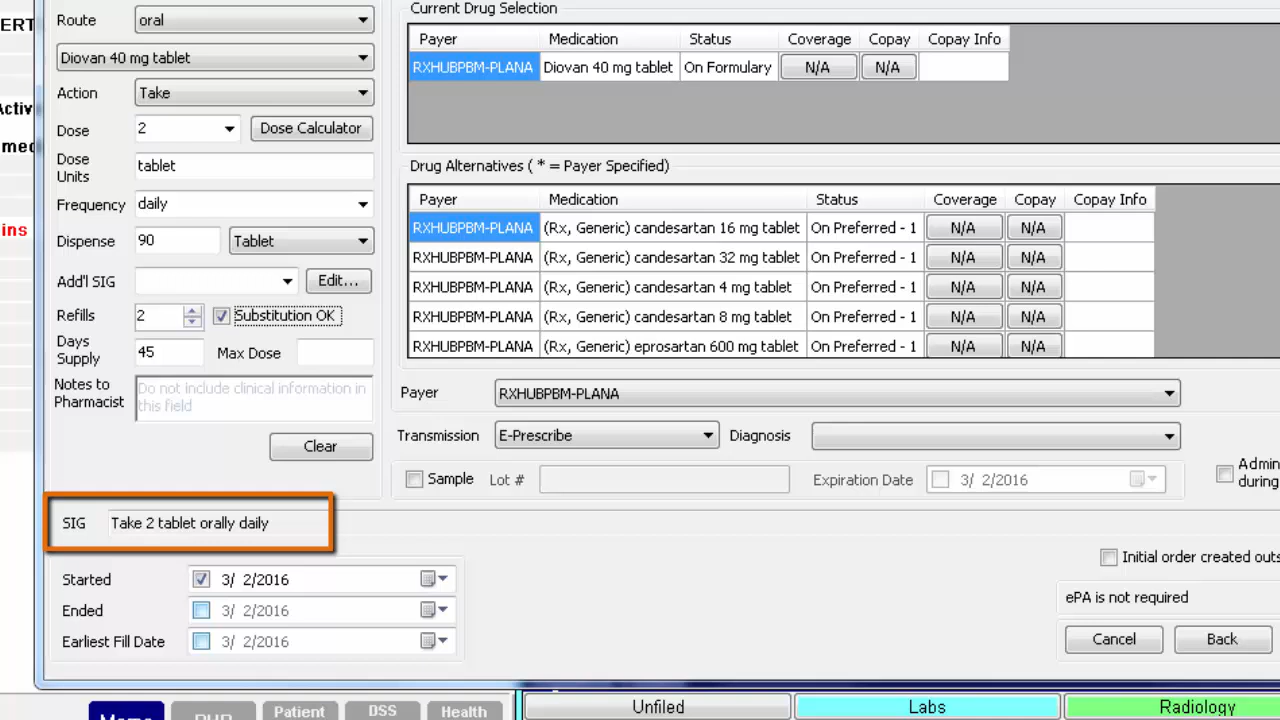 Current Drug Selection
ERT
Route oral
Payer Medication Status Coverage Copay Copay Info
Diovan 40 mg tablet
RXHUBPBM-PLANA Diovan 40 mg tablet On Formulary N/A N/A
Action Take
Activ
Dose 2 Dose Calculator
med
Dose Units tablet
Drug Alternatives ( * = Payer Specified)
Frequency daily
Payer Medication Status Coverage Copay Copay Info
ins
RXHUBPBM-PLANA (Rx, Generic) candesartan 16 mg tablet On Preferred - 1 N/A N/A
Dispense 90 Tablet
RXHUBPBM-PLANA (Rx, Generic) candesartan 32 mg tablet On Preferred - 1 N/A N/A
Add'l SIG Edit...
RXHUBPBM-PLANA (Rx, Generic) candesartan 4 mg tablet On Preferred - 1 N/A N/A
Refills 2 Substitution OK
RXHUBPBM-PLANA (Rx, Generic) candesartan 8 mg tablet On Preferred - 1 N/A N/A
Days Supply 45 Max Dose
RXHUBPBM-PLANA (Rx, Generic) eprosartan 600 mg tablet On Preferred - 1 N/A N/A
Notes to Pharmacist
Do not include clinical information in
this field
Payer RXHUBPBM-PLANA
Clear
Transmission E-Prescribe Diagnosis
Sample Lot # Expiration Date 3/ 2/2016
Admin
during
SIG Take 2 tablet orally daily
Initial order created outs
Started 3/ 2/2016
Ended 3/ 2/2016
ePA is not required
Earliest Fill Date 3/ 2/2016
Cancel Back
Patient DSS Health
Unfiled Labs Radiology